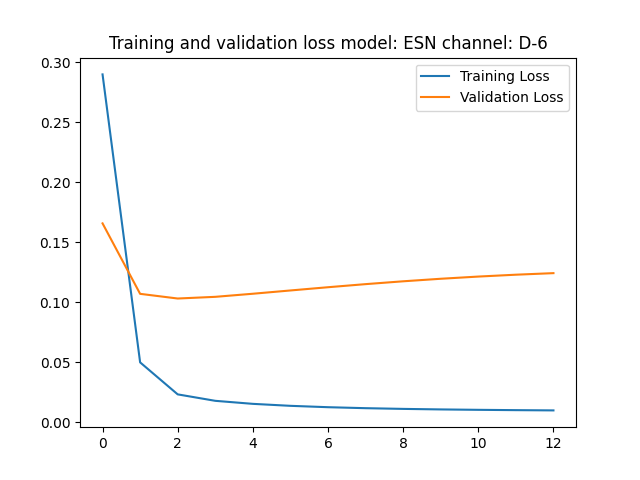 Training and validation loss model: ESN channel: D-6
Training Loss
Validation Loss
0.30
0.25
0.20
0.15
0.10
0.05
0.00
0 2 4 6 8 10 12